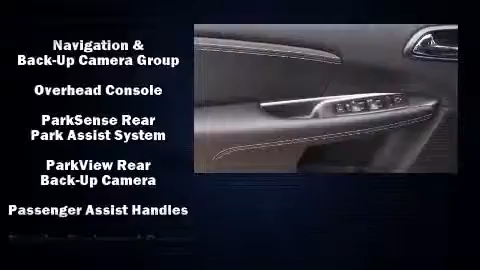 Navigation &
Back-Up Camera Group
Overhead Console
ParkSense Rear
Park Assist System
ParkView Rear
Back-Up Camera
Passenger Assist Handles